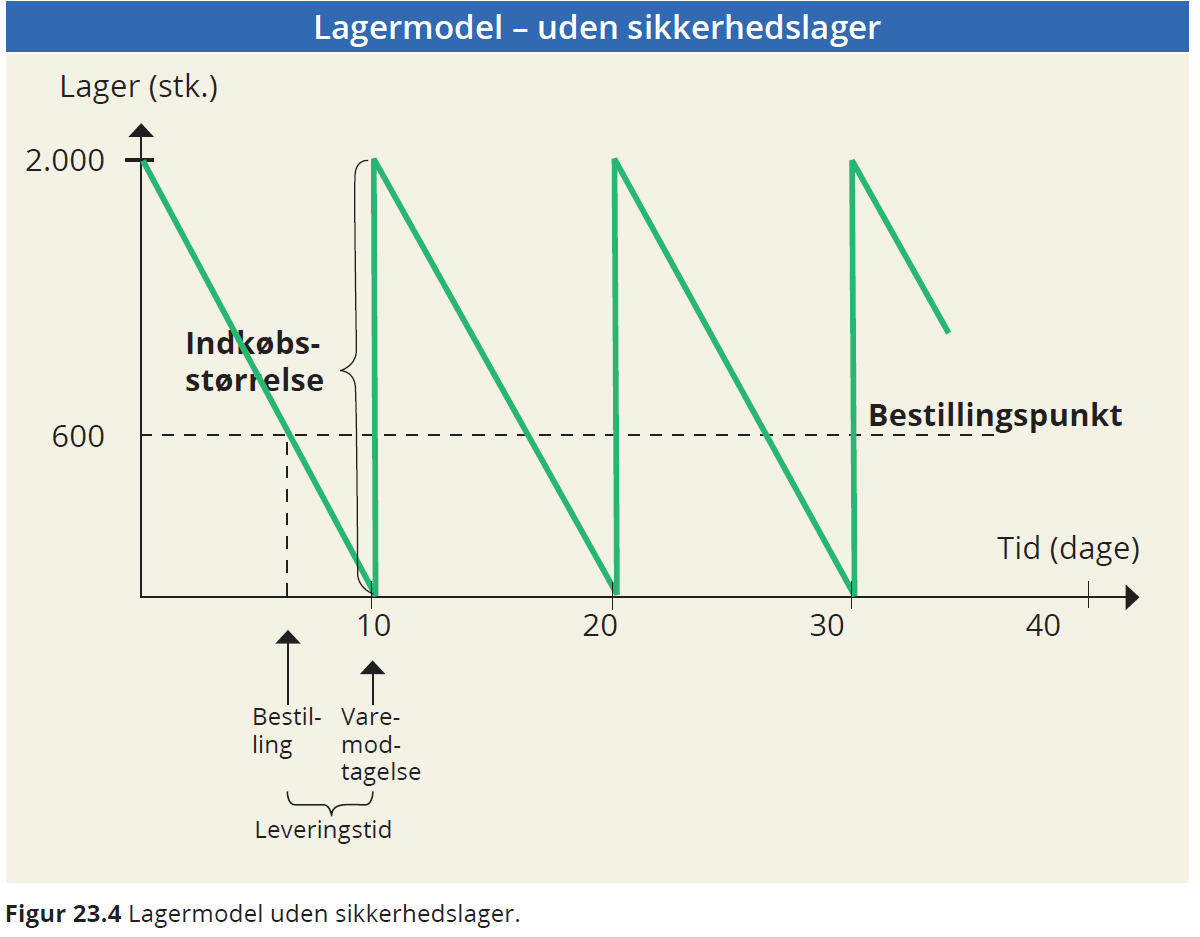 Lagermodel – uden sikkerhedslager
Lager (stk.)
2.000
Indkøbs-
størrelse
Bestillingspunkt
600
Tid (dage)
10 20 30 40
Bestil-
ling
Vare-
mod-
tagelse
Leveringstid
Figur 23.4 Lagermodel uden sikkerhedslager.